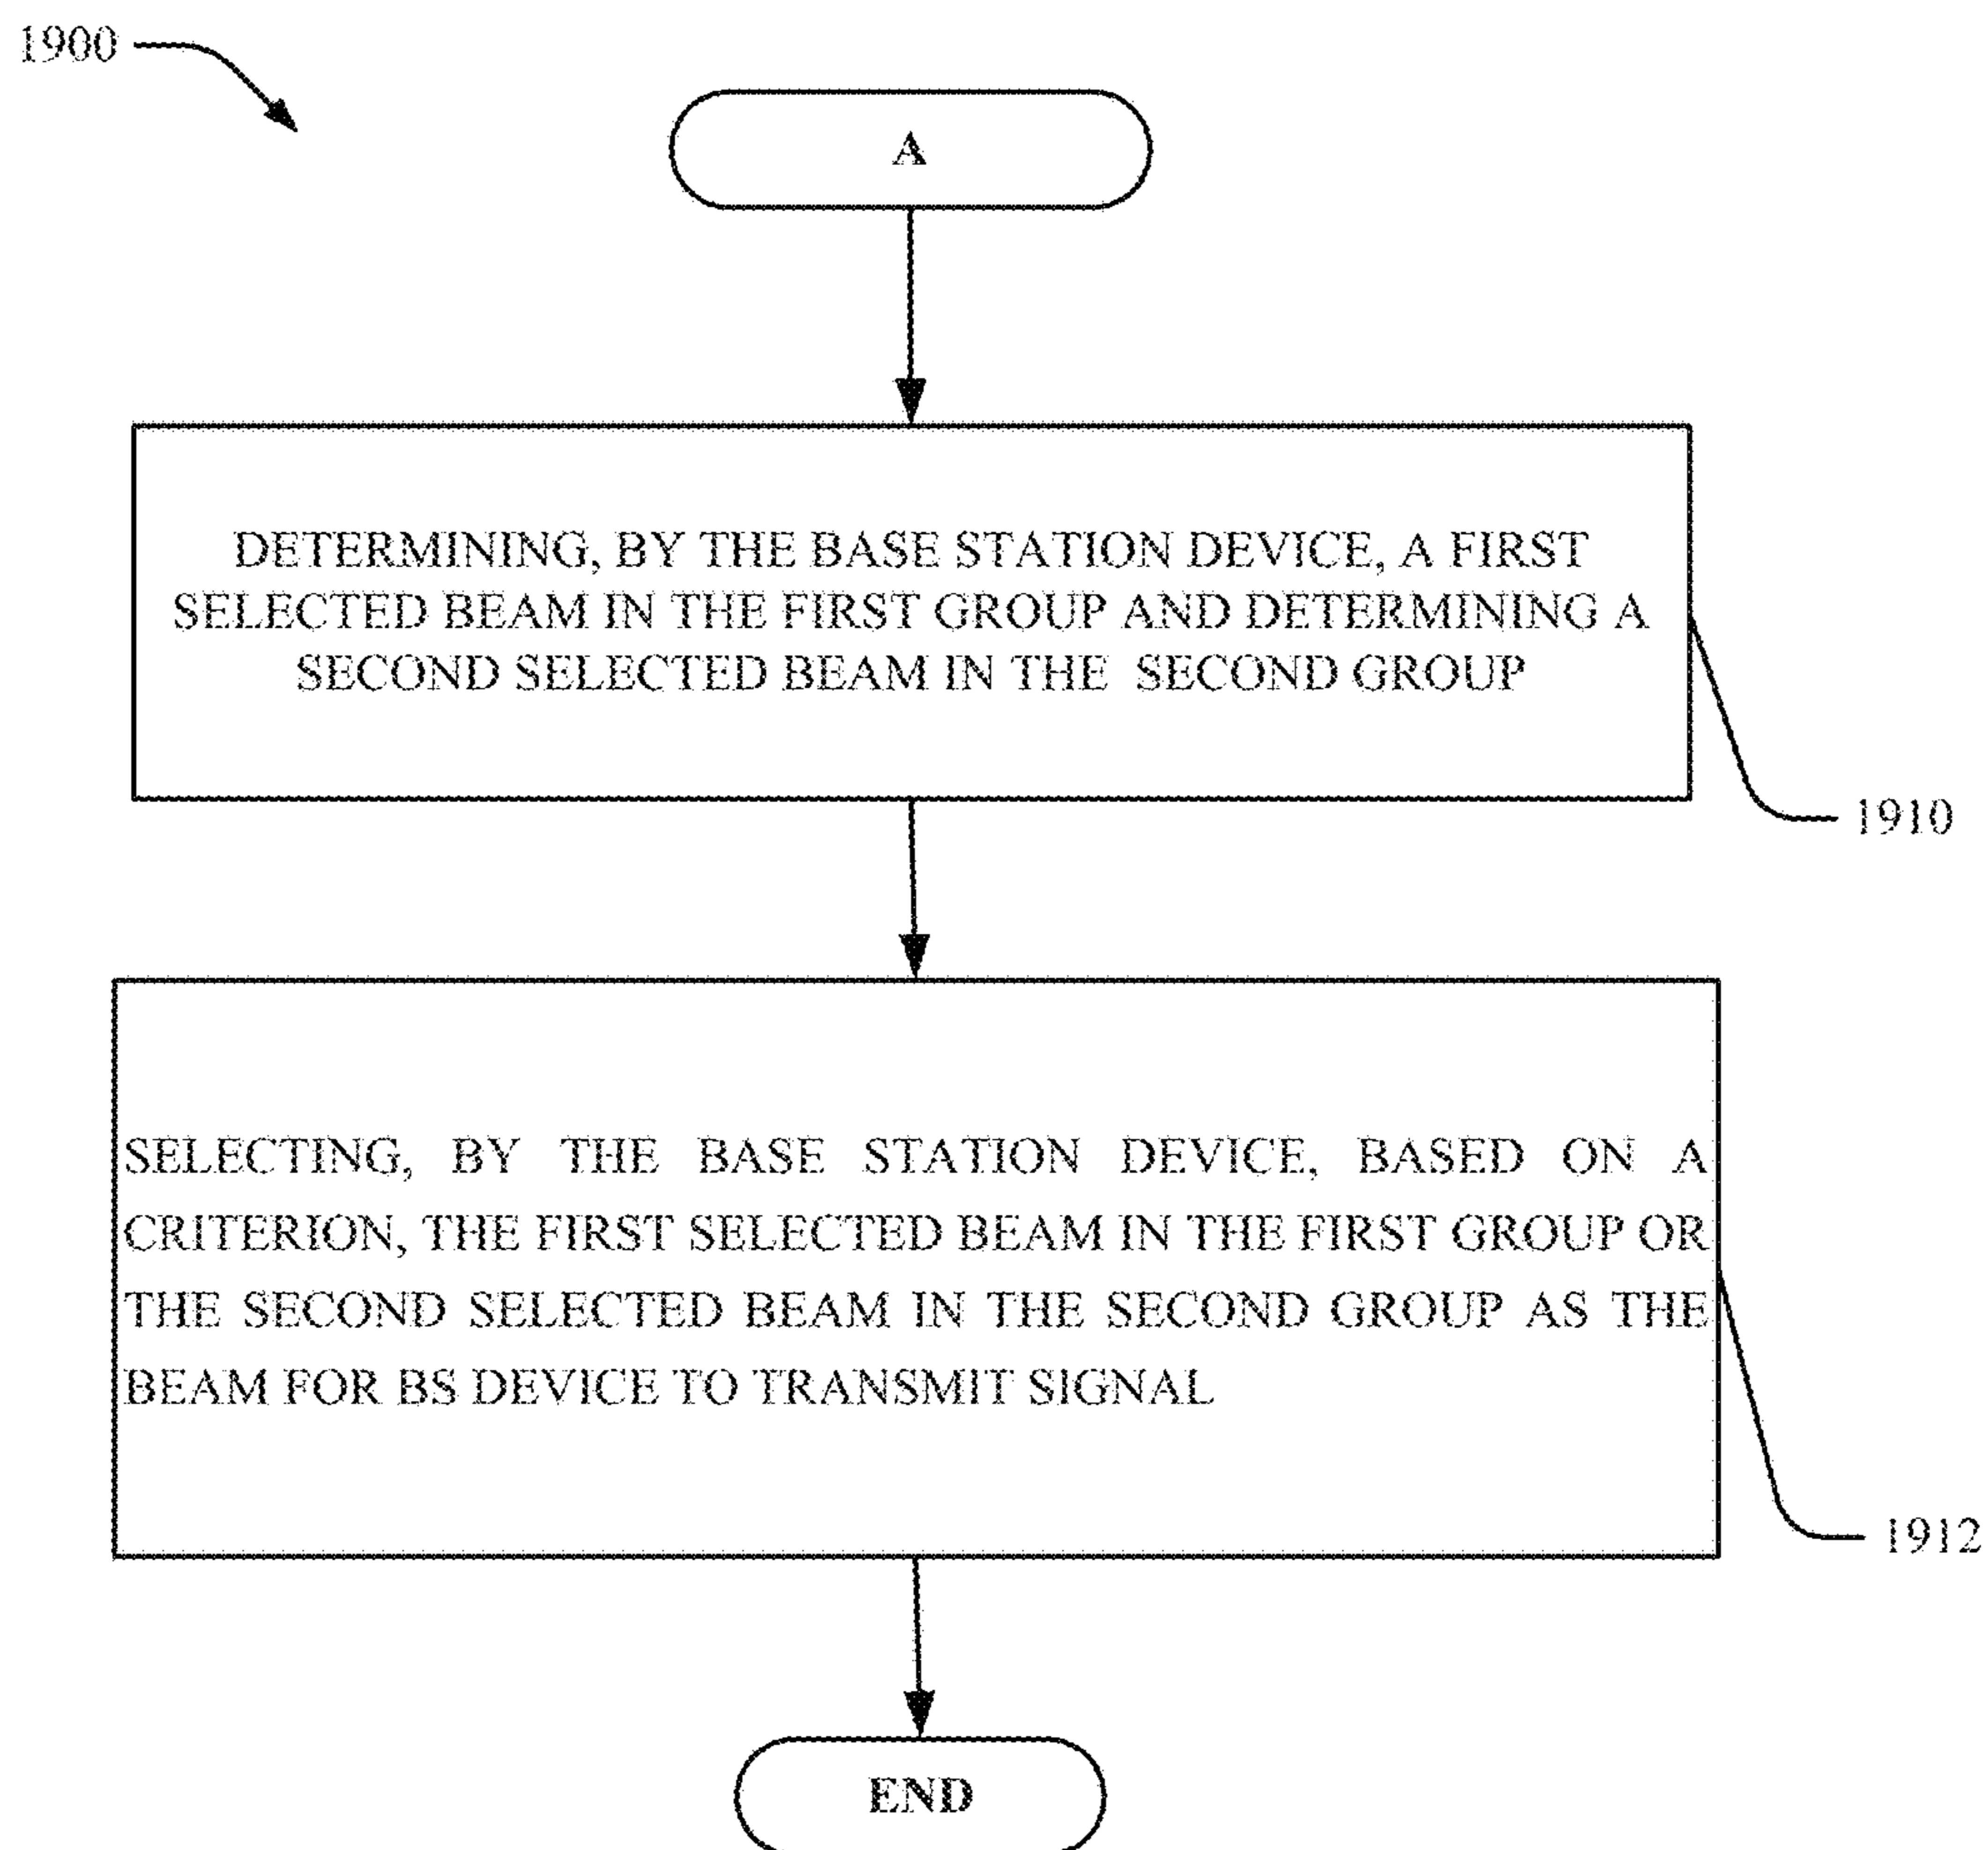 1900
A
DETERMINING, BY THE BASE STATION DEVICE, A FIRST
SELECTED BEAM IN THE FIRST GROUP AND DETERMINING A
SECOND SELECTED BEAM IN THE SECOND GROUP
1910
SELECTING, BY THE BASE STATION DEVICE, BASED ON A
CRITERION, THE FIRST SELECTED BEAM IN THE FIRST GROUP OR
THE SECOND SELECTED BEAM IN THE SECOND GROUP AS THE
BEAM FOR BS DEVICE TO TRANSMIT SIGNAL
1912
END